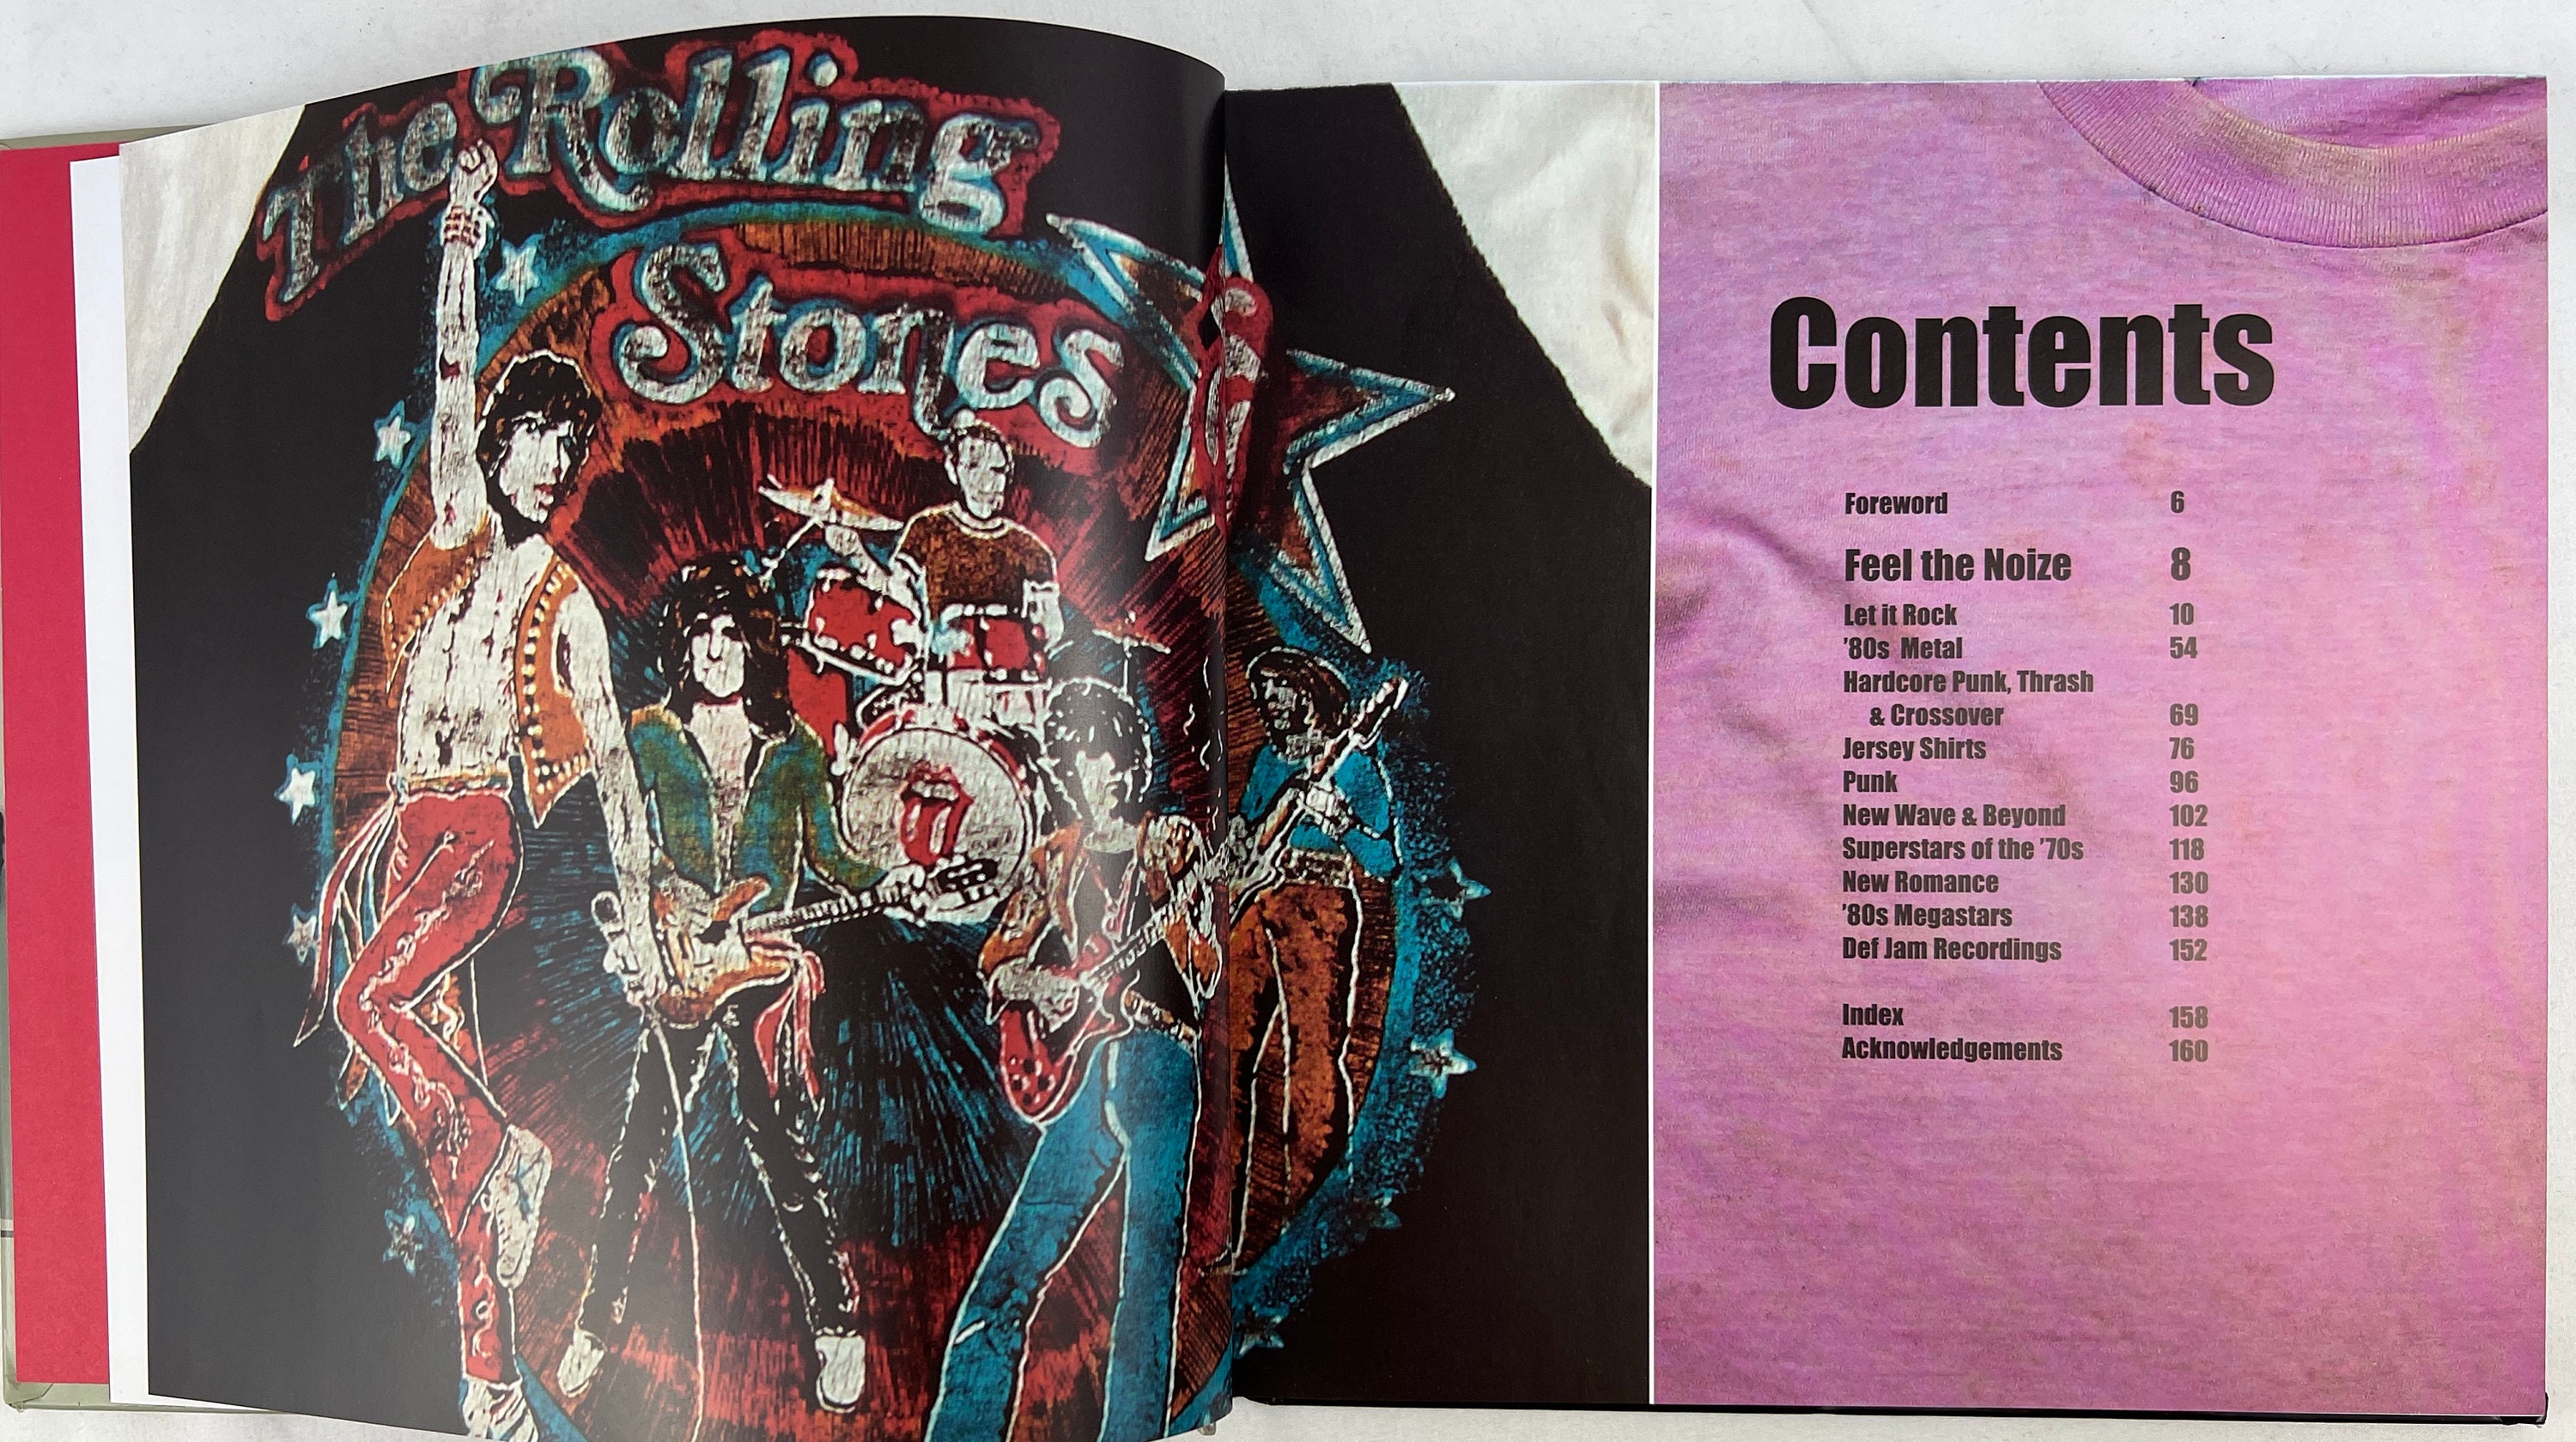 The Rolling
Stones
Contents
Foreword 6
Feel the Noize 8
Let it Rock 10
’80s Metal 54
Hardcore Punk, Thrash
& Crossover 69
Jersey Shirts 76
Punk 96
New Wave & Beyond 102
Superstars of the ’70s 118
New Romance 130
’80s Megastars 138
Def Jam Recordings 152
Index 158
Acknowledgements 160